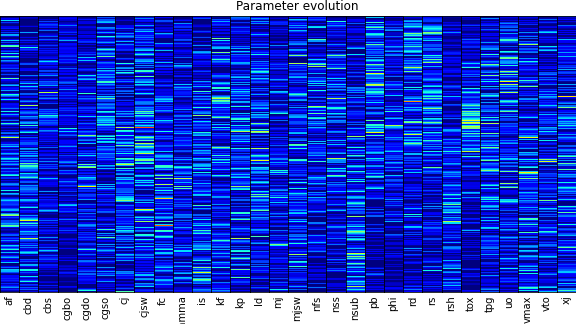 Parameter evolution
af cbd cbs cgbo cgdo cgso cj cjsw fc mma is kf kp ld mj mjsw nfs nss nsub pb phi rd rs rsh tox tpg uo vmax vto xj